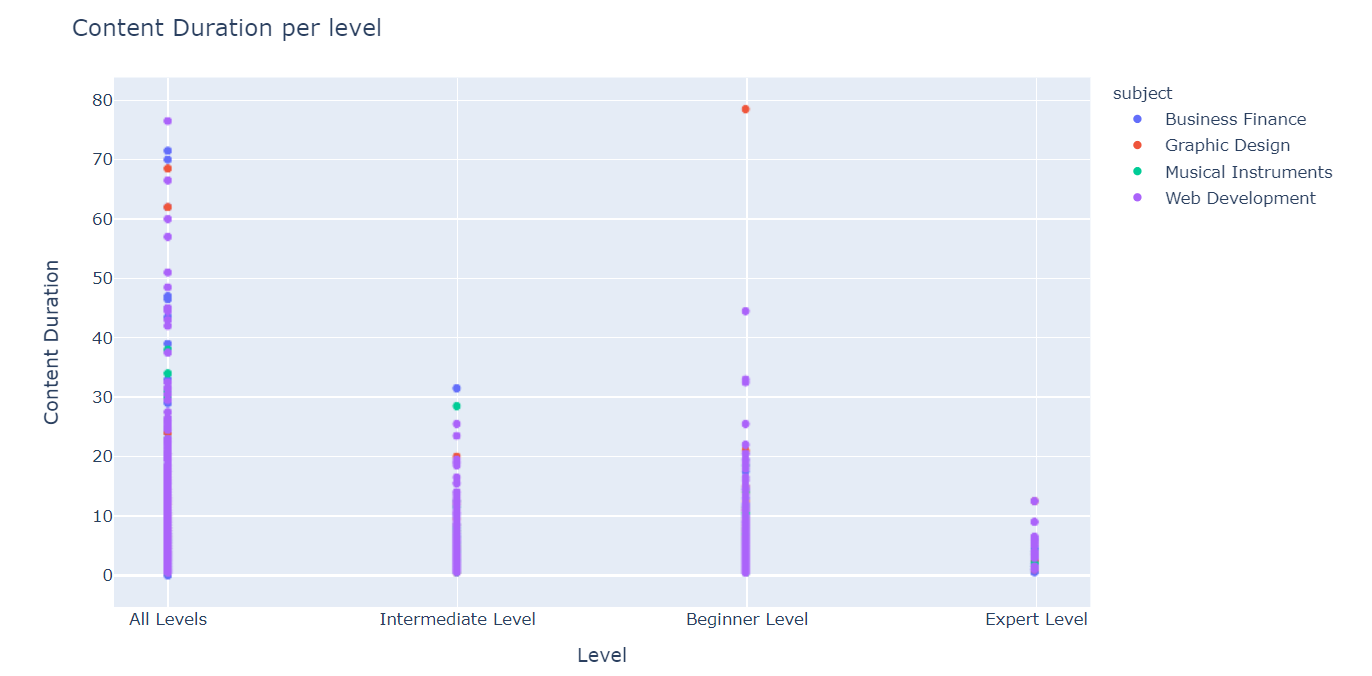 Content Duration per level
subject
Business Finance
Graphic Design
Musical Instruments
Web Development
Content Duration
80
70
60
50
40
30
20
10
0
All Levels
Intermediate Level
Beginner Level
Expert Level
Level